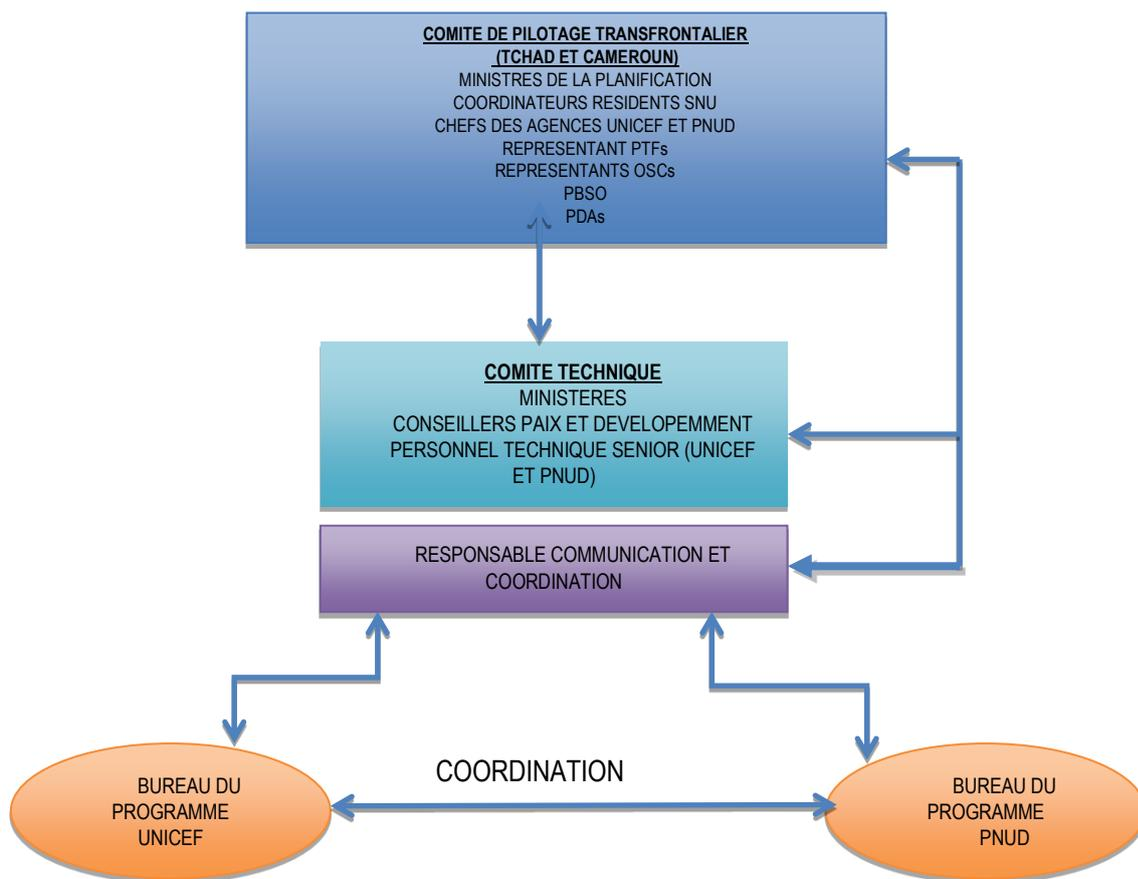 COMITE DE PILOTAGE TRANSFRONTALIER
(TCHAD ET CAMEROUN)
MINISTRES DE LA PLANIFICATION
COORDINATEURS RESIDENTS SNU
CHEFS DES AGENCES UNICEF ET PNUD
REPRESENTANT PTFs
REPRESENTANTS OSCs
PBSO
PDAs
COMITE TECHNIQUE
MINISTERES
CONSEILLERS PAIX ET DEVELOPEMMENT
PERSONNEL TECHNIQUE SENIOR (UNICEF
ET PNUD)
RESPONSABLE COMMUNICATION ET
COORDINATION
COORDINATION
BUREAU DU
PROGRAMME
UNICEF
BUREAU DU
PROGRAMME
PNUD